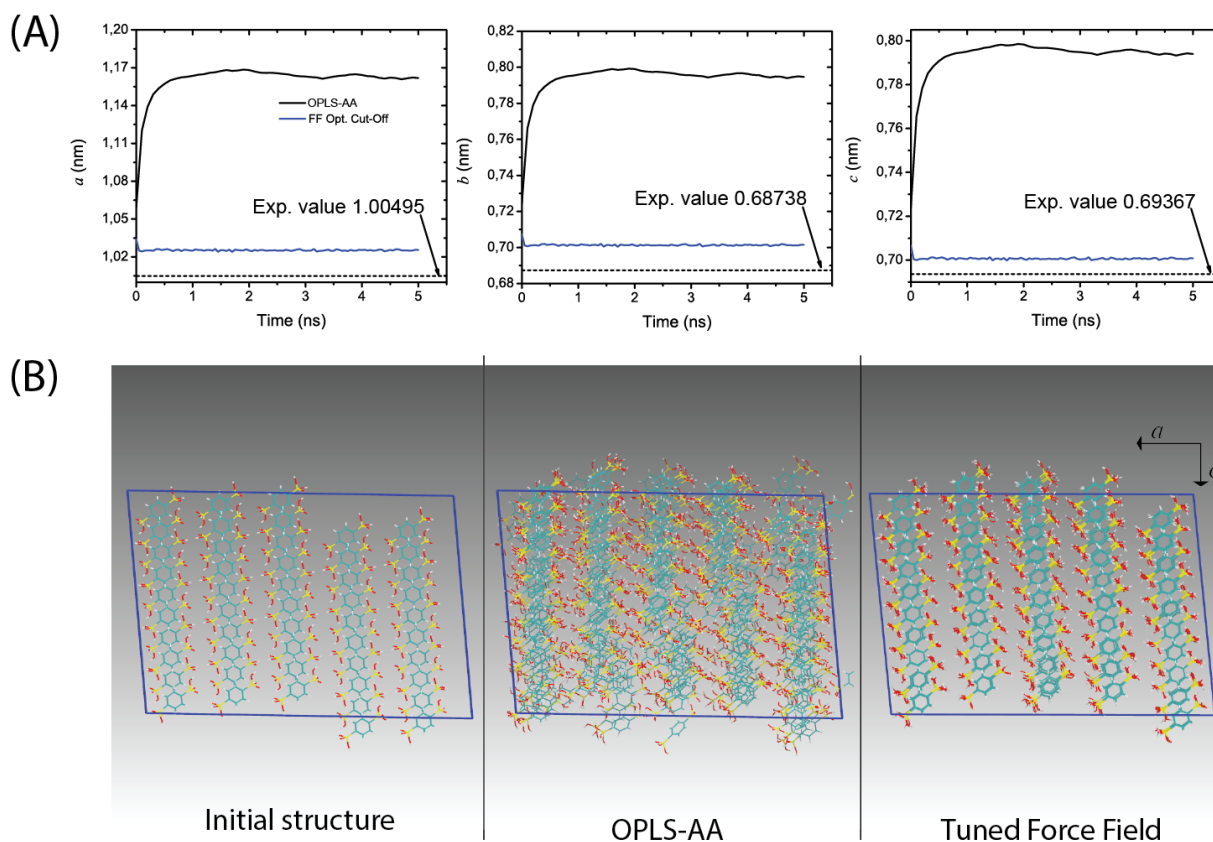 (A)
1,20
1,16
1,14
1,11
1,08
1,05
1,02
a (nm)
0 1 2 3 4 5
Time (ns)
OPLS-AA
FF Opt. Cut-Off
Exp. value 1.00495
0,82
0,80
0,78
0,76
0,74
0,72
0,70
0,68
b (nm)
0 1 2 3 4 5
Time (ns)
Exp. value 0.68738
0,80
0,78
0,76
0,74
0,72
0,70
c (nm)
0 1 2 3 4 5
Time (ns)
Exp. value 0.69367
(B)
a
Initial structure
OPLS-AA
Tuned Force Field